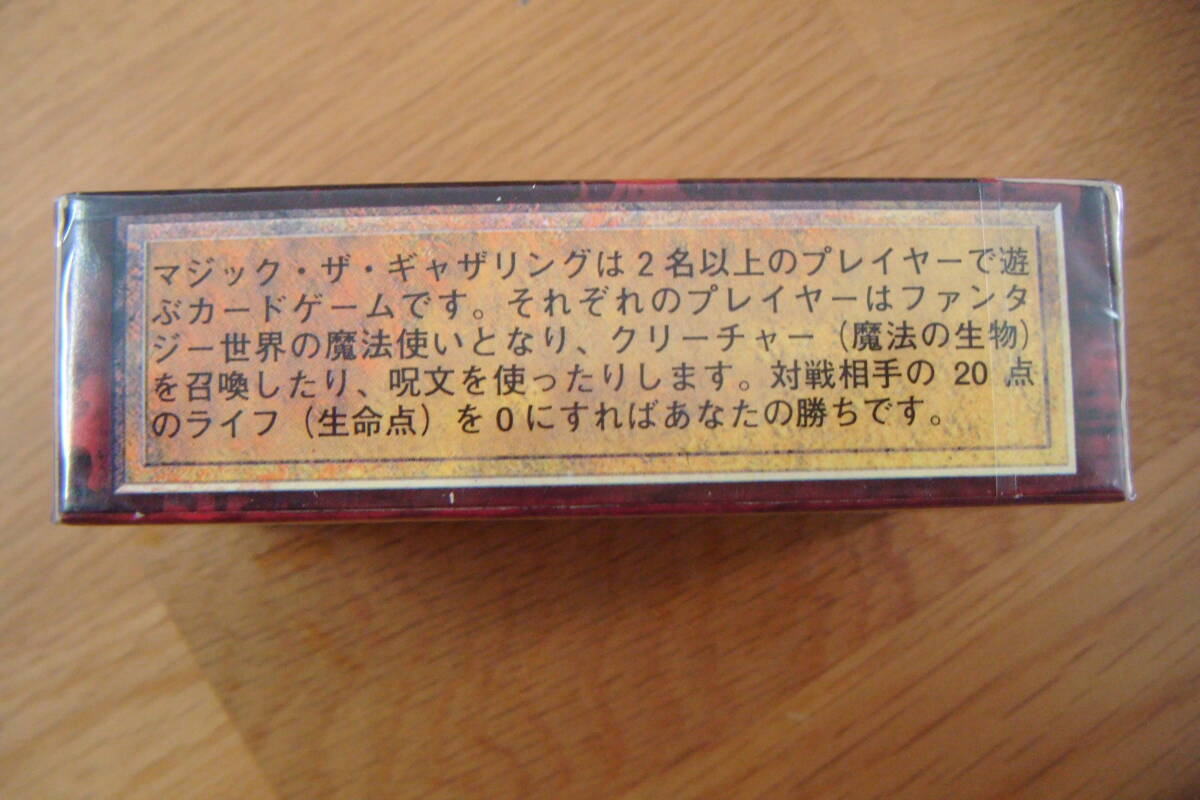 マジック・ザ・ギャザリングは2名以上のプレイヤーで遊
ぶカードゲームです。それぞれのプレイヤーはファンタ
ジー世界の魔法使いとなり、クリーチャー（魔法の生物）
を召喚したり、呪文を使ったりします。対戦相手の 20 点
のライフ（生命点）を0にすればあなたの勝ちです。